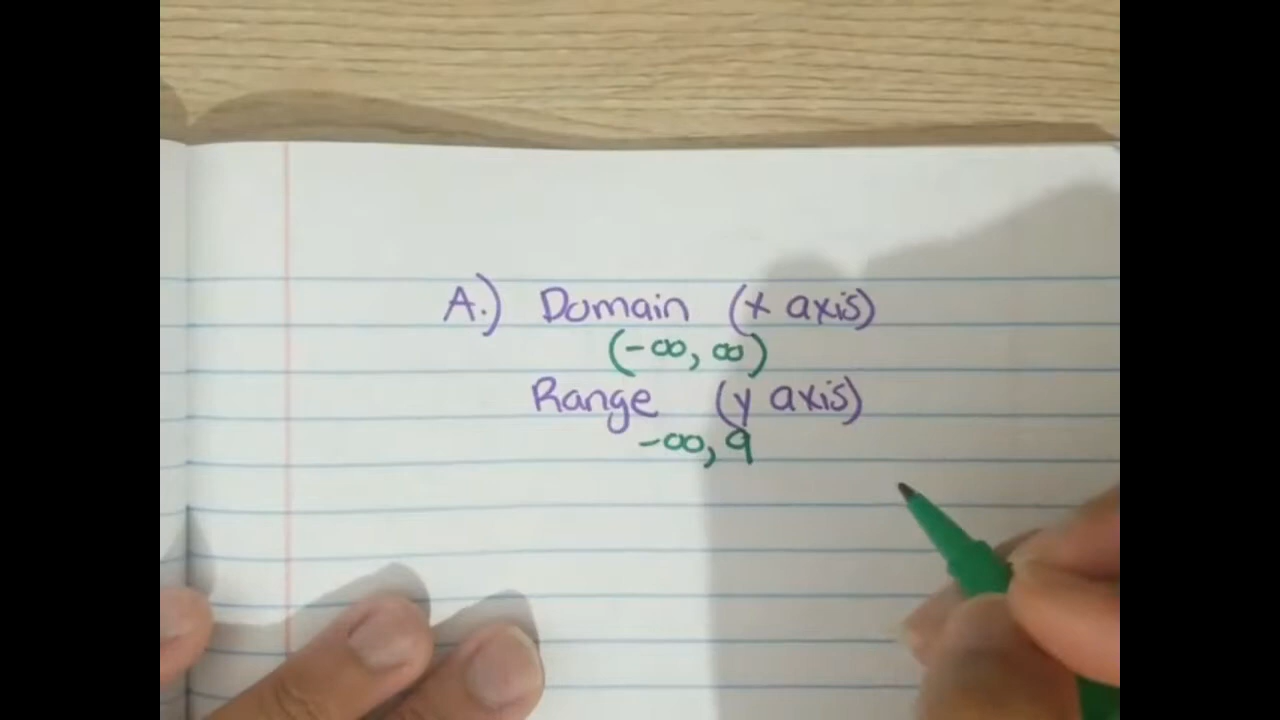 A.) Domain (x axis)
(-∞, ∞)
Range (y axis)
-∞, 9